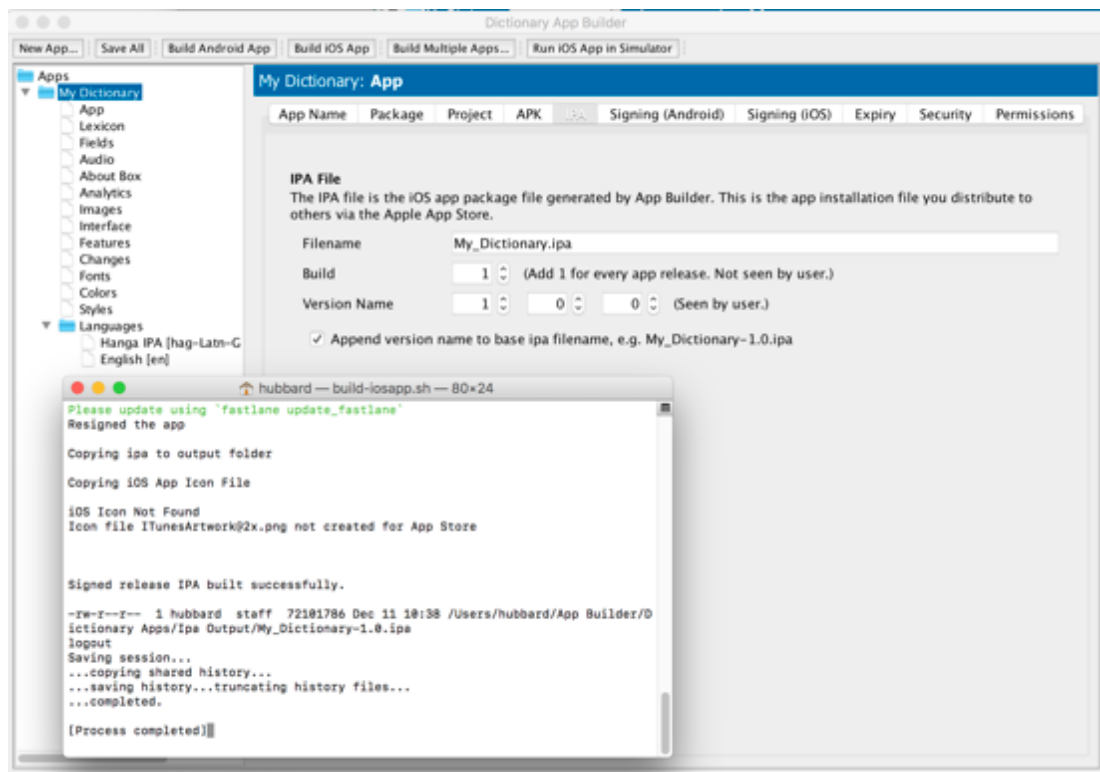 Dictionary App Builder
New App... Save All Build Android App Build iOS App Build Multiple Apps... Run iOS App in Simulator
Apps
My Dictionary
App
Lexicon
Fields
Audio
About Box
Analytics
Images
Interface
Features
Changes
Fonts
Colors
Styles
Languages
Hanga IPA [hag-Latn-G
English [en]
My Dictionary: App
App Name Package Project APK IPA Signing (Android) Signing (iOS) Expiry Security Permissions
IPA File
The IPA file is the iOS app package file generated by App Builder. This is the app installation file you distribute to
others via the Apple App Store.
Filename My_Dictionary.ipa
Build 1 (Add 1 for every app release. Not seen by user.)
Version Name 1 0 0 (Seen by user.)
Append version name to base ipa filename, e.g. My_Dictionary-1.0.ipa
hubbard — build-iosapp.sh — 80×24
Please update using `fastlane update_fastlane`
Resigned the app
Copying ipa to output folder
Copying iOS App Icon File
iOS Icon Not Found
Icon file ITunesArtwork@2x.png not created for App Store
Signed release IPA built successfully.
-rw-r--r-- 1 hubbard staff 72101786 Dec 11 10:38 /Users/hubbard/App Builder/D
ictionary Apps/Ipa Output/My_Dictionary-1.0.ipa
logout
Saving session...
...copying shared history...
...saving history...truncating history files...
...completed.
[Process completed]